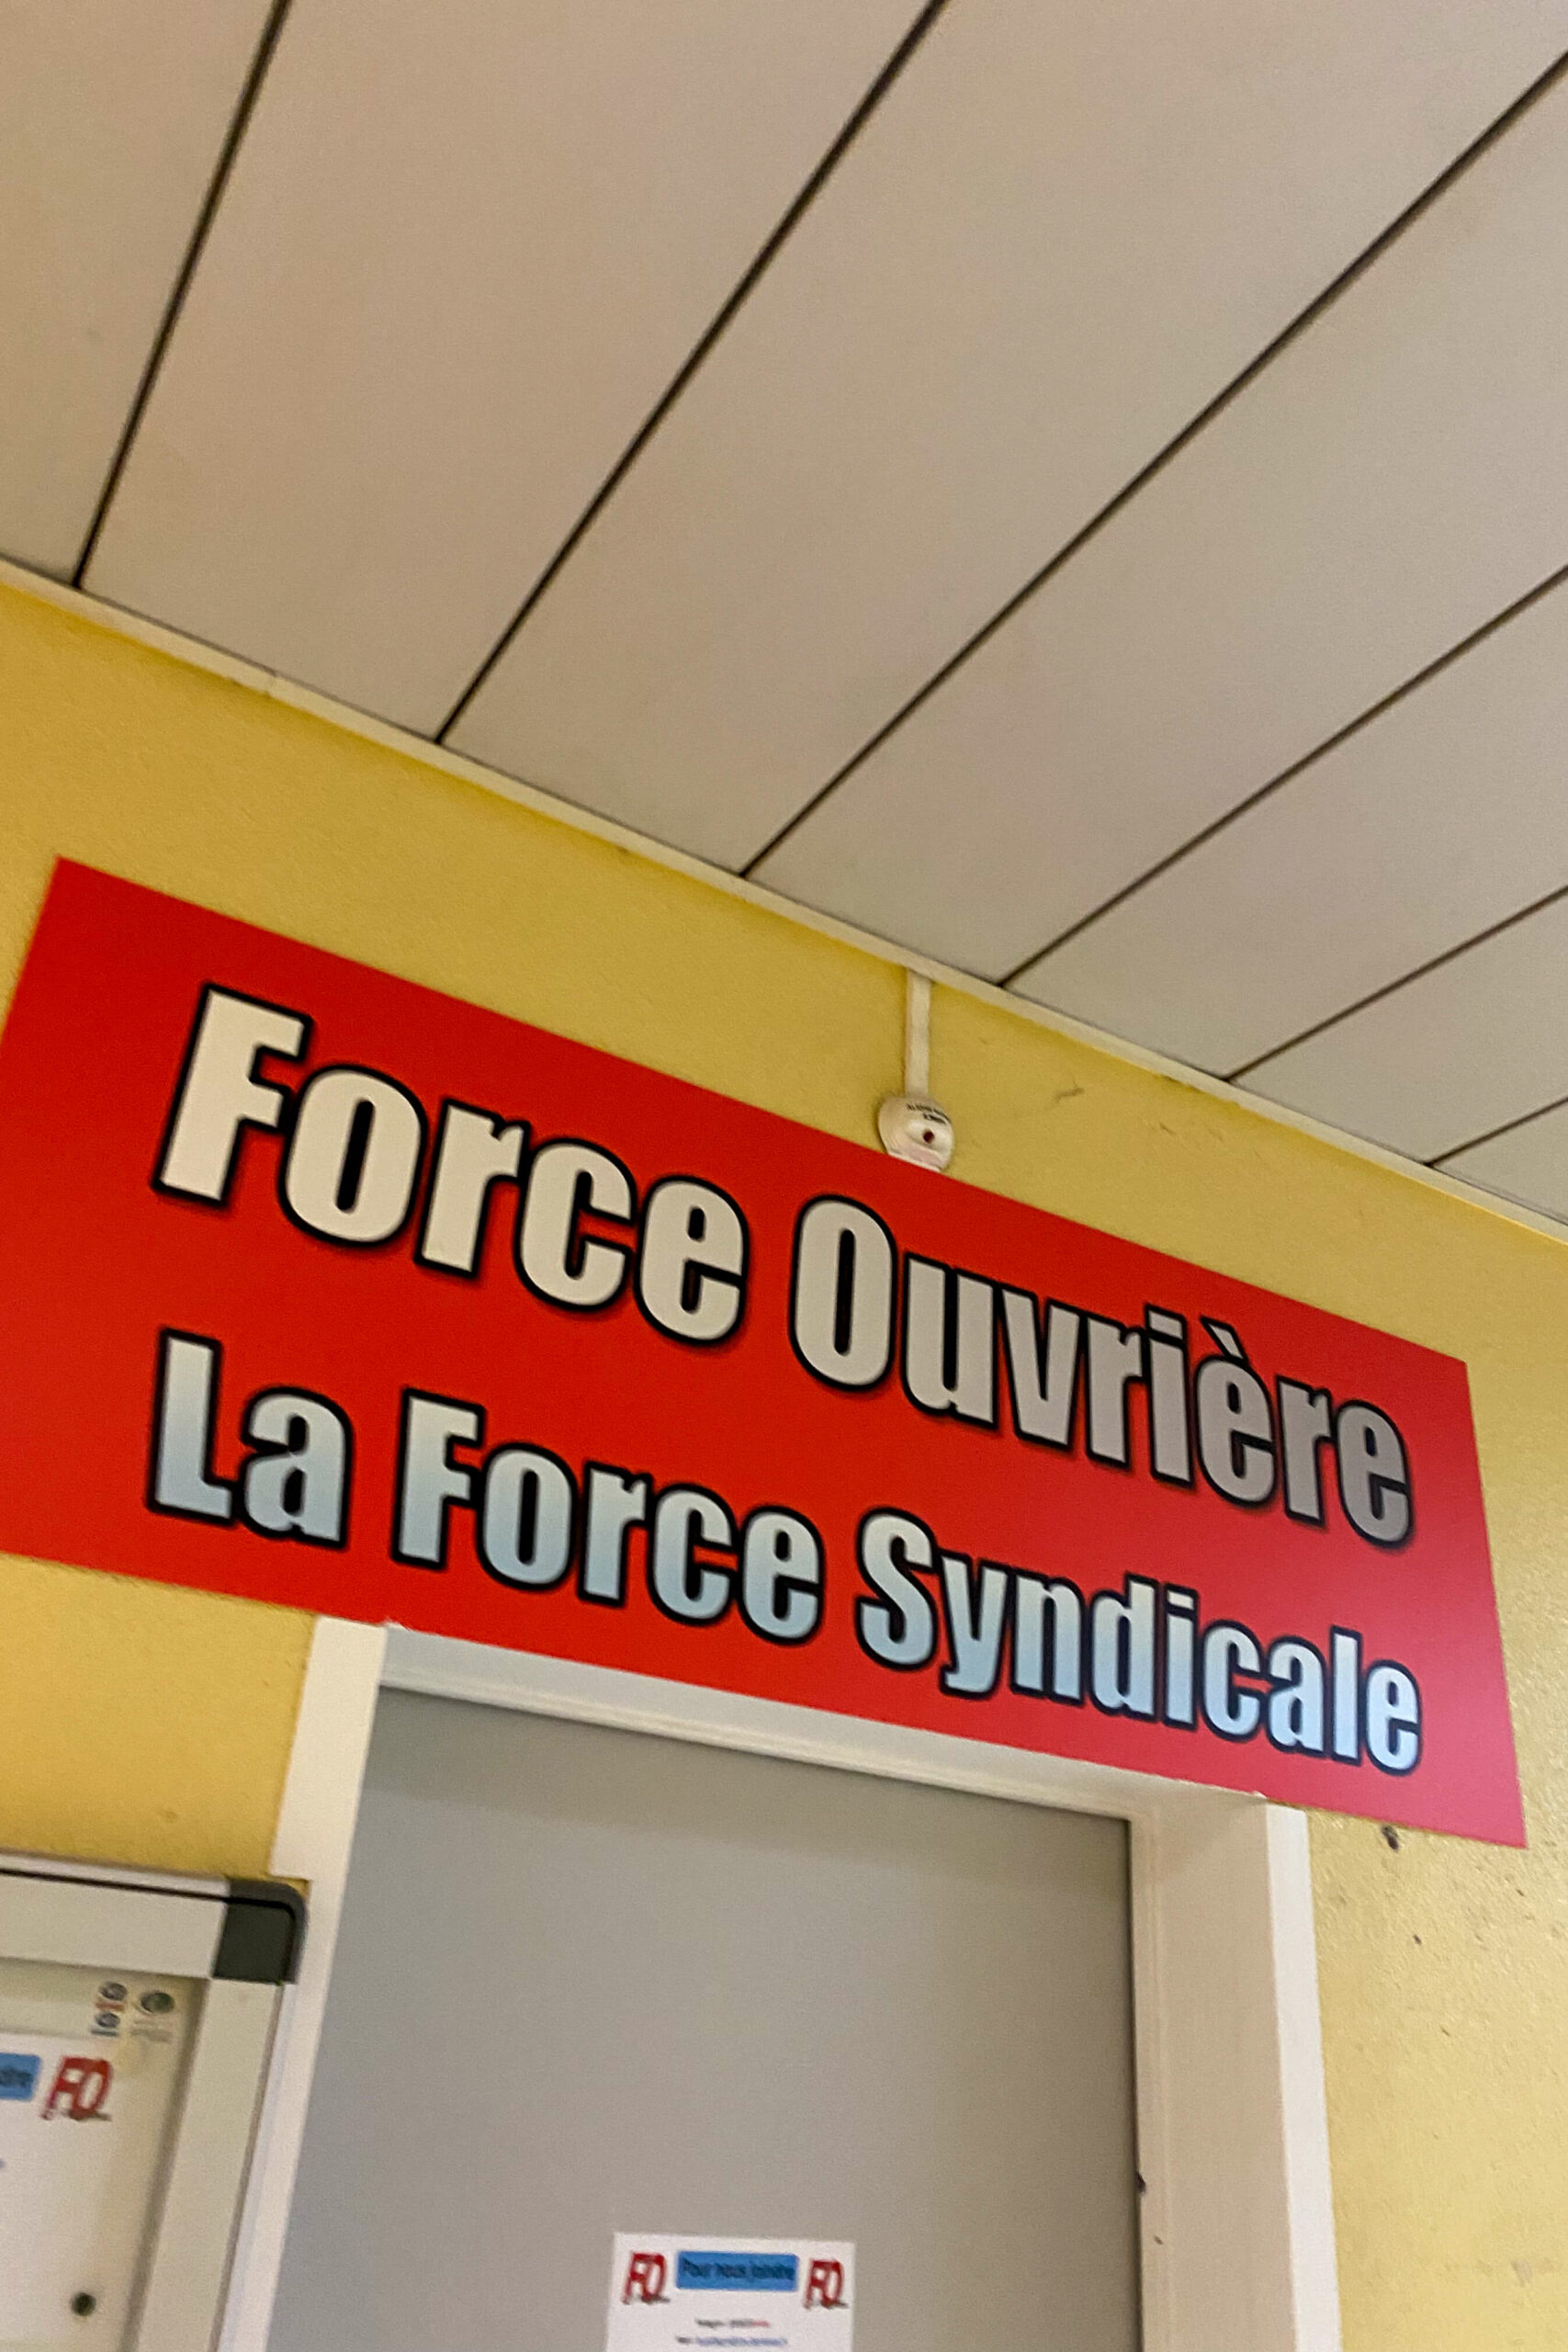 Force Ouvrière
La Force Syndicale
FO
FO Pour nous joindre FO